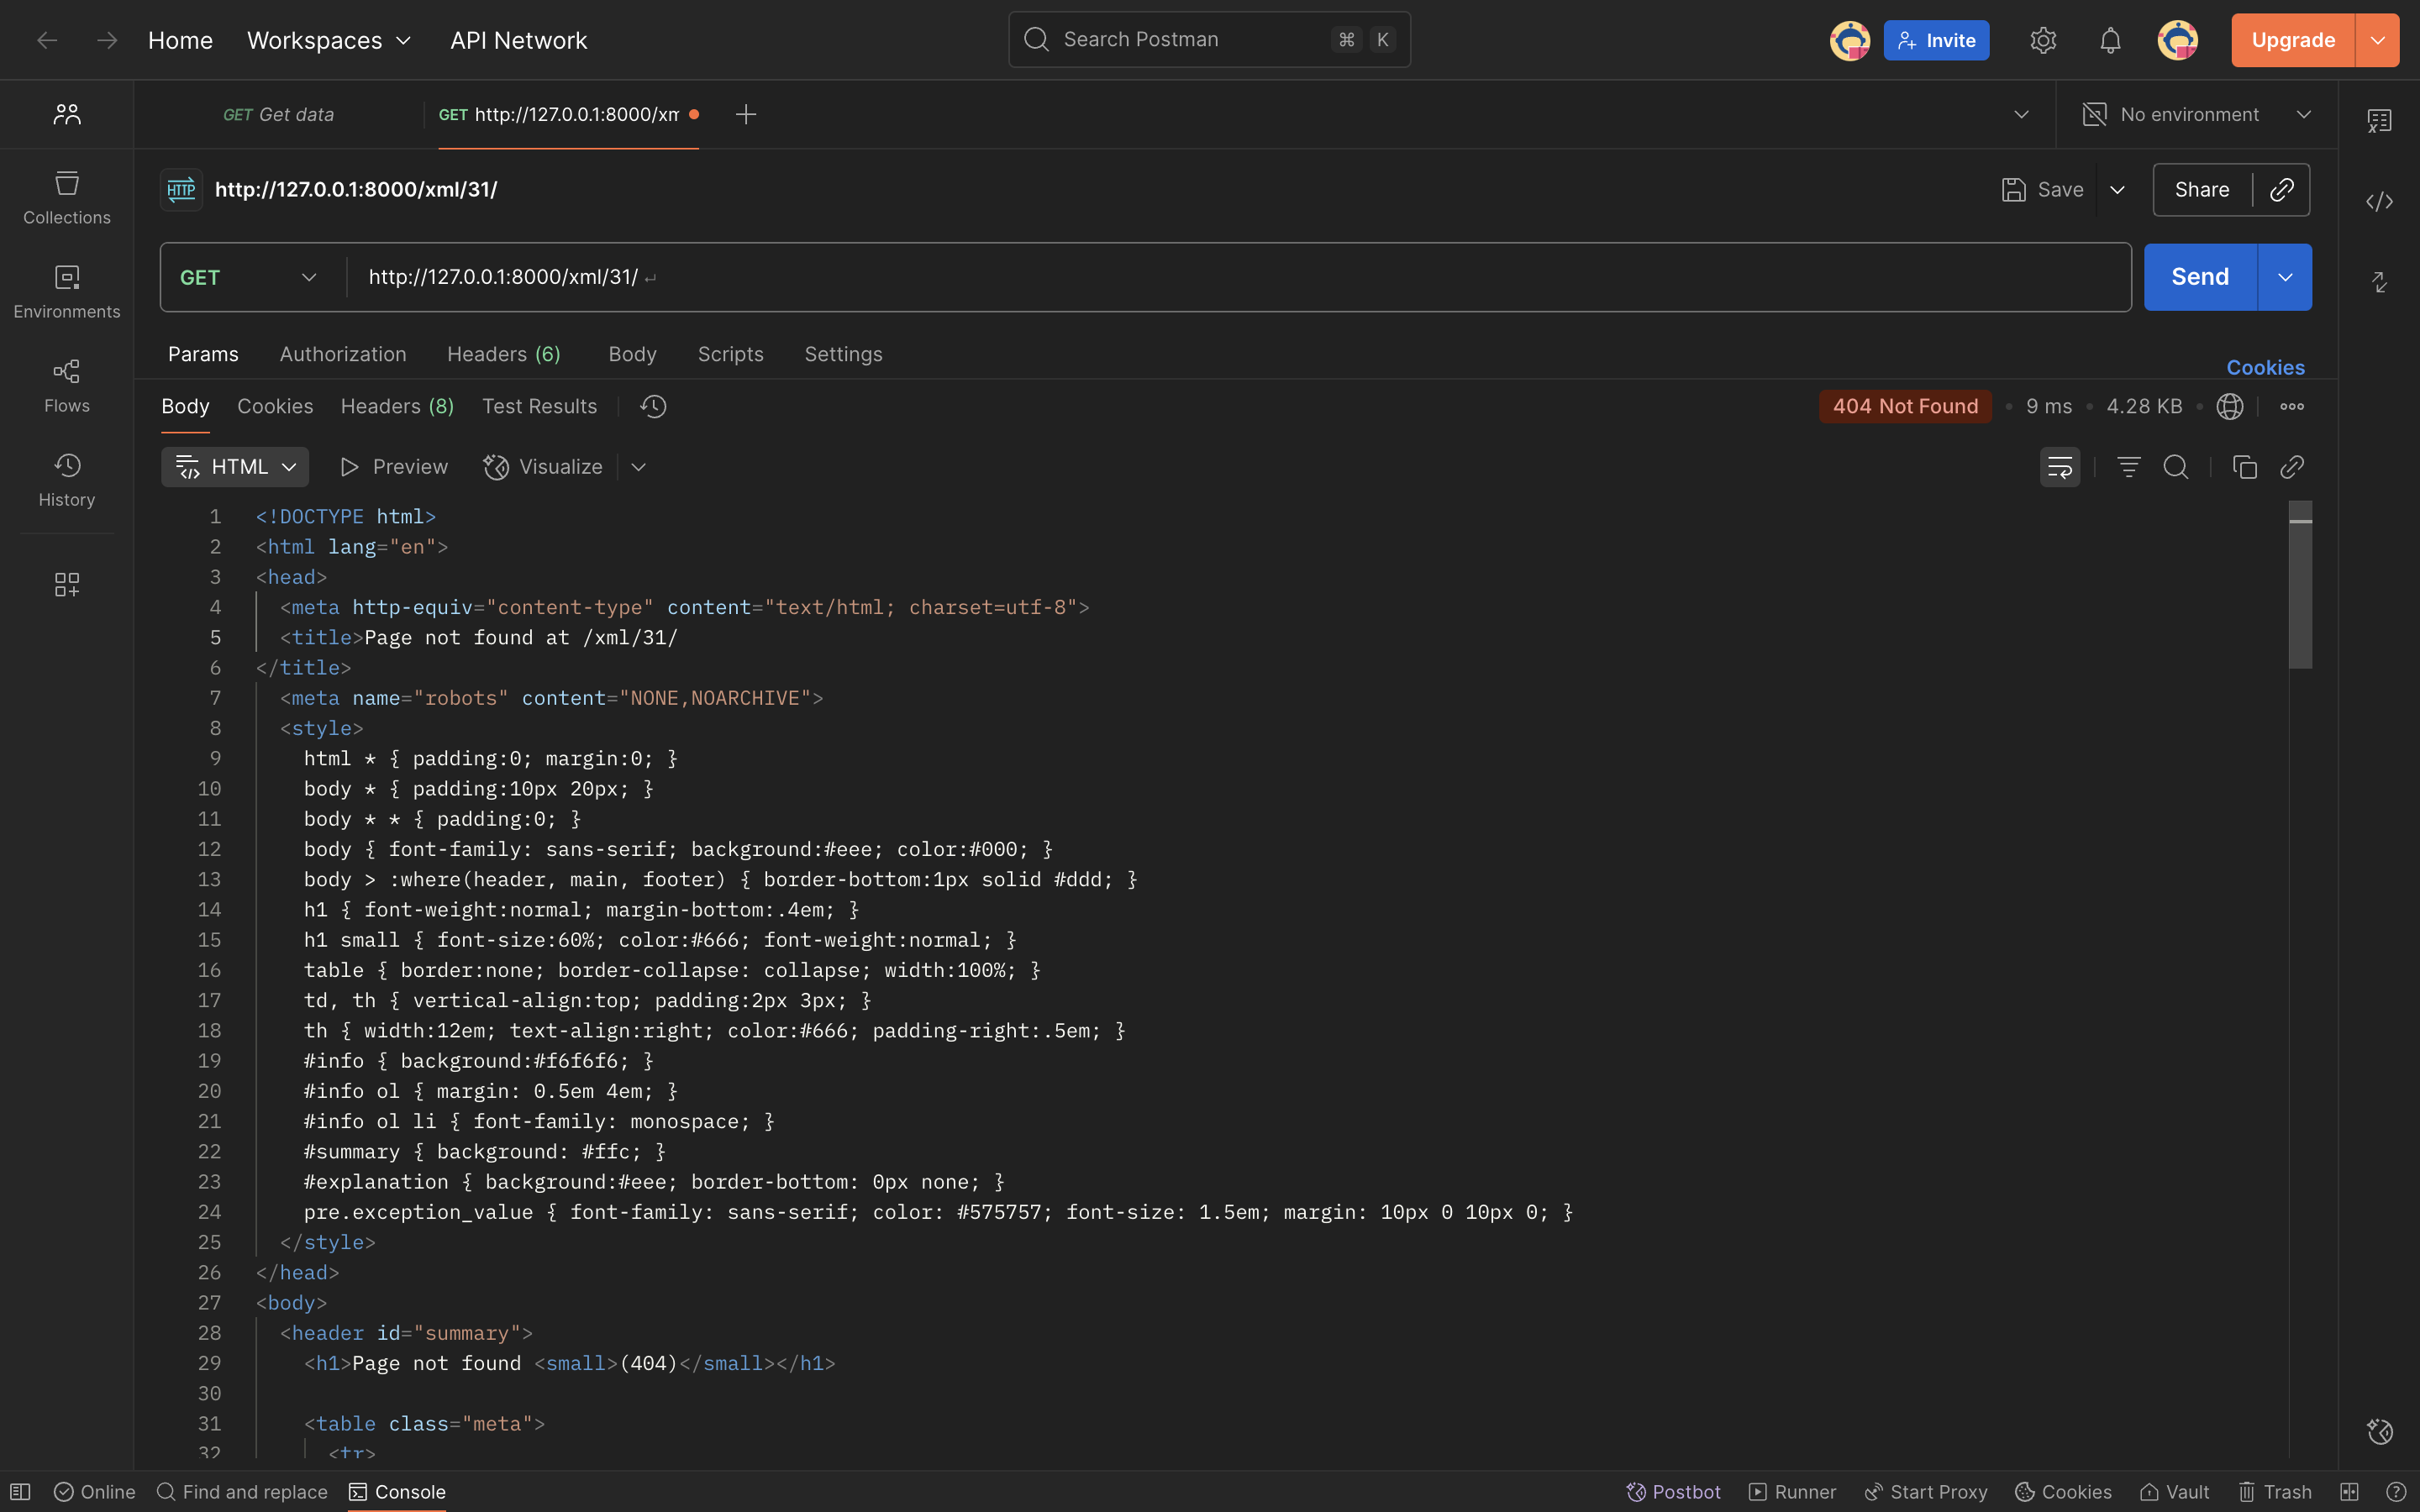 Home Workspaces API Network Search Postman ⌘ K Invite Upgrade
GET Get data GET http://127.0.0.1:8000/xm No environment
HTTP http://127.0.0.1:8000/xml/31/ Save Share
Collections
GET http://127.0.0.1:8000/xml/31/ ↵ Send
Environments
Params Authorization Headers (6) Body Scripts Settings Cookies
Flows
Body Cookies Headers (8) Test Results 404 Not Found • 9 ms • 4.28 KB •
HTML Preview Visualize
History
1 <!DOCTYPE html>
2 <html lang="en">
3 <head>
4 <meta http-equiv="content-type" content="text/html; charset=utf-8">
5 <title>Page not found at /xml/31/
6 </title>
7 <meta name="robots" content="NONE,NOARCHIVE">
8 <style>
9 html * { padding:0; margin:0; }
10 body * { padding:10px 20px; }
11 body * * { padding:0; }
12 body { font-family: sans-serif; background:#eee; color:#000; }
13 body > :where(header, main, footer) { border-bottom:1px solid #ddd; }
14 h1 { font-weight:normal; margin-bottom:.4em; }
15 h1 small { font-size:60%; color:#666; font-weight:normal; }
16 table { border:none; border-collapse: collapse; width:100%; }
17 td, th { vertical-align:top; padding:2px 3px; }
18 th { width:12em; text-align:right; color:#666; padding-right:.5em; }
19 #info { background:#f6f6f6; }
20 #info ol { margin: 0.5em 4em; }
21 #info ol li { font-family: monospace; }
22 #summary { background: #ffc; }
23 #explanation { background:#eee; border-bottom: 0px none; }
24 pre.exception_value { font-family: sans-serif; color: #575757; font-size: 1.5em; margin: 10px 0 10px 0; }
25 </style>
26 </head>
27 <body>
28 <header id="summary">
29 <h1>Page not found <small>(404)</small></h1>
30
31 <table class="meta">
32 <tr>
Online Find and replace Console Postbot Runner Start Proxy Cookies Vault Trash